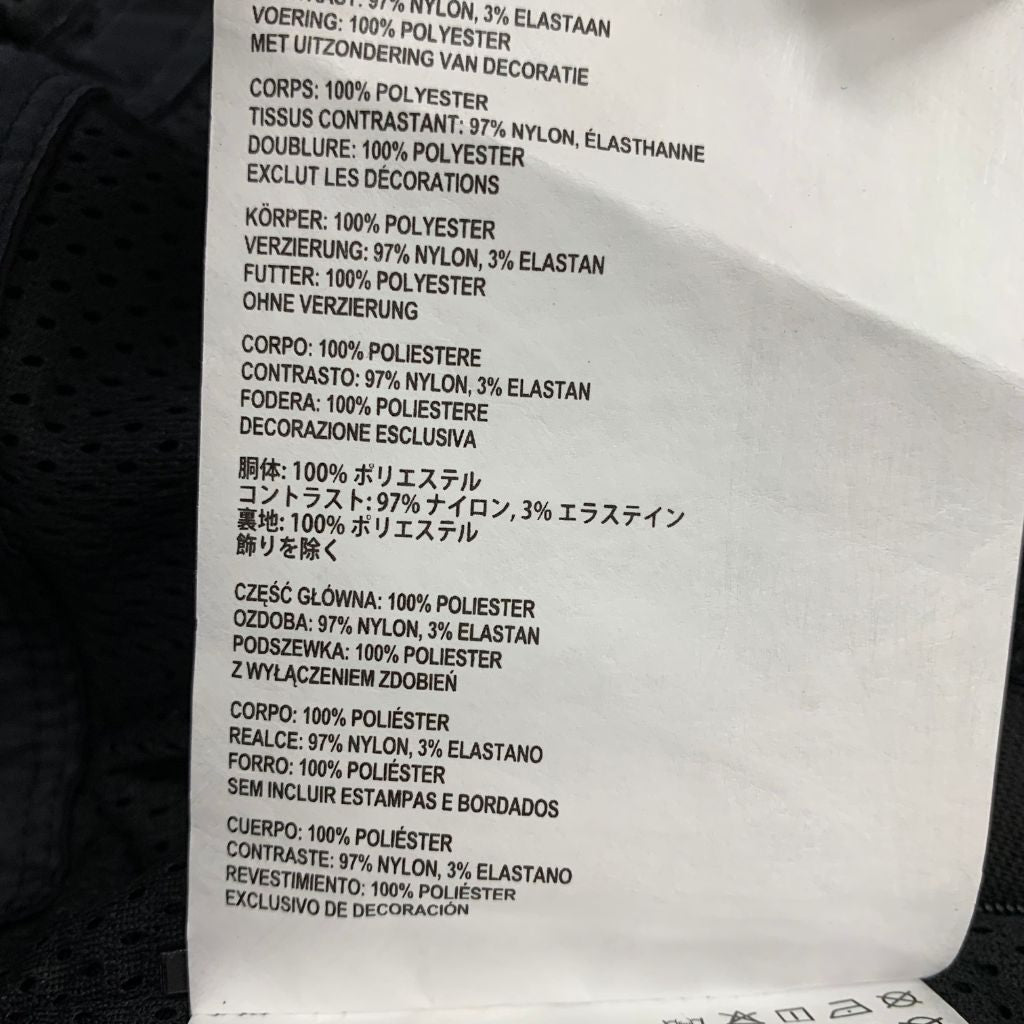 97% NYLON, 3% ELASTAAN
VOERING: 100% POLYESTER
MET UITZONDERING VAN DECORATIE
CORPS: 100% POLYESTER
TISSUS CONTRASTANT: 97% NYLON, ÉLASTHANNE
DOUBLURE: 100% POLYESTER
EXCLUT LES DÉCORATIONS
KÖRPER: 100% POLYESTER
VERZIERUNG: 97% NYLON, 3% ELASTAN
FUTTER: 100% POLYESTER
OHNE VERZIERUNG
CORPO: 100% POLIESTERE
CONTRASTO: 97% NYLON, 3% ELASTAN
FODERA: 100% POLIESTERE
DECORAZIONE ESCLUSIVA
胴体: 100% ポリエステル
コントラスト: 97% ナイロン, 3% エラステイン
裏地: 100% ポリエステル
飾りを除く
CZĘŚĆ GŁÓWNA: 100% POLIESTER
OZDOBA: 97% NYLON, 3% ELASTAN
PODSZEWKA: 100% POLIESTER
Z WYŁĄCZENIEM ZDOBIEŃ
CORPO: 100% POLIÉSTER
REALCE: 97% NYLON, 3% ELASTANO
FORRO: 100% POLIÉSTER
SEM INCLUIR ESTAMPAS E BORDADOS
CUERPO: 100% POLIÉSTER
CONTRASTE: 97% NYLON, 3% ELASTANO
REVESTIMIENTO: 100% POLIÉSTER
EXCLUSIVO DE DECORACIÓN